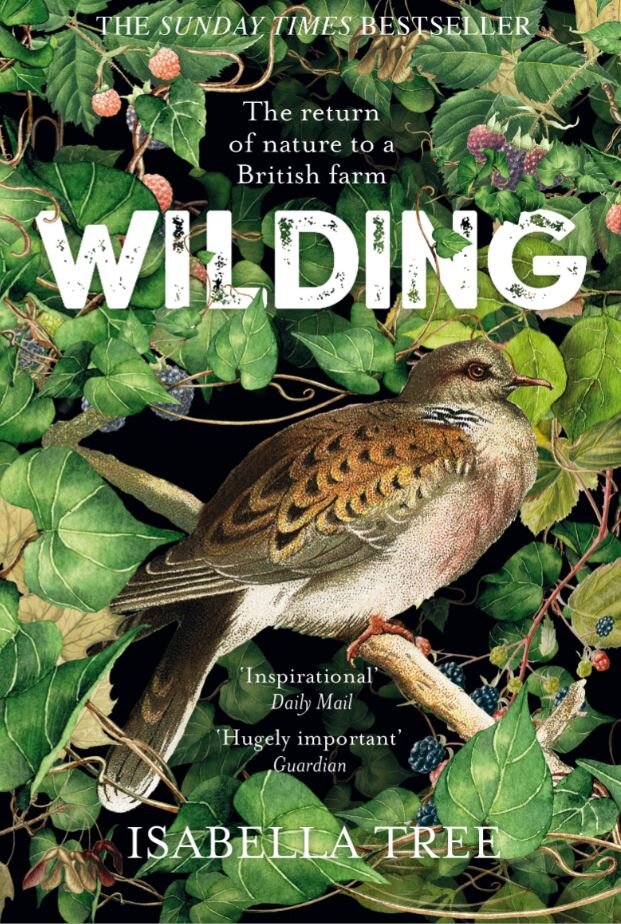 THE SUNDAY TIMES BESTSELLER
The return
of nature to a
British farm
WILDING
'Inspirational'
Daily Mail
'Hugely important'
Guardian
ISABELLA TREE